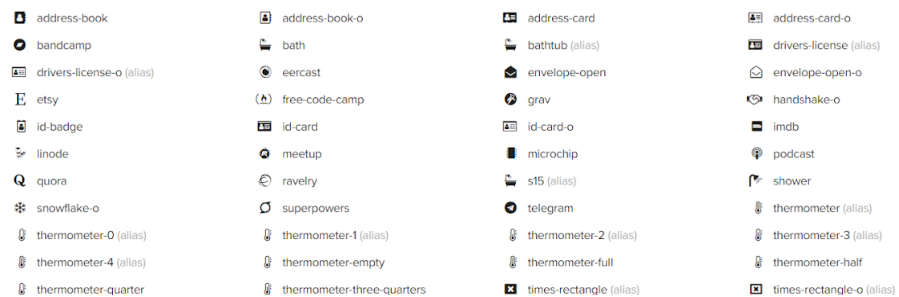 address-book address-book-o address-card address-card-o
bandcamp bath bathtub (alias) drivers-license (alias)
drivers-license-o (alias) eercast envelope-open envelope-open-o
etsy free-code-camp grav handshake-o
id-badge id-card id-card-o imdb
linode meetup microchip podcast
quora ravelry s15 (alias) shower
snowflake-o superpowers telegram thermometer (alias)
thermometer-0 (alias) thermometer-1 (alias) thermometer-2 (alias) thermometer-3 (alias)
thermometer-4 (alias) thermometer-empty thermometer-full thermometer-half
thermometer-quarter thermometer-three-quarters times-rectangle (alias) times-rectangle-o (alias)